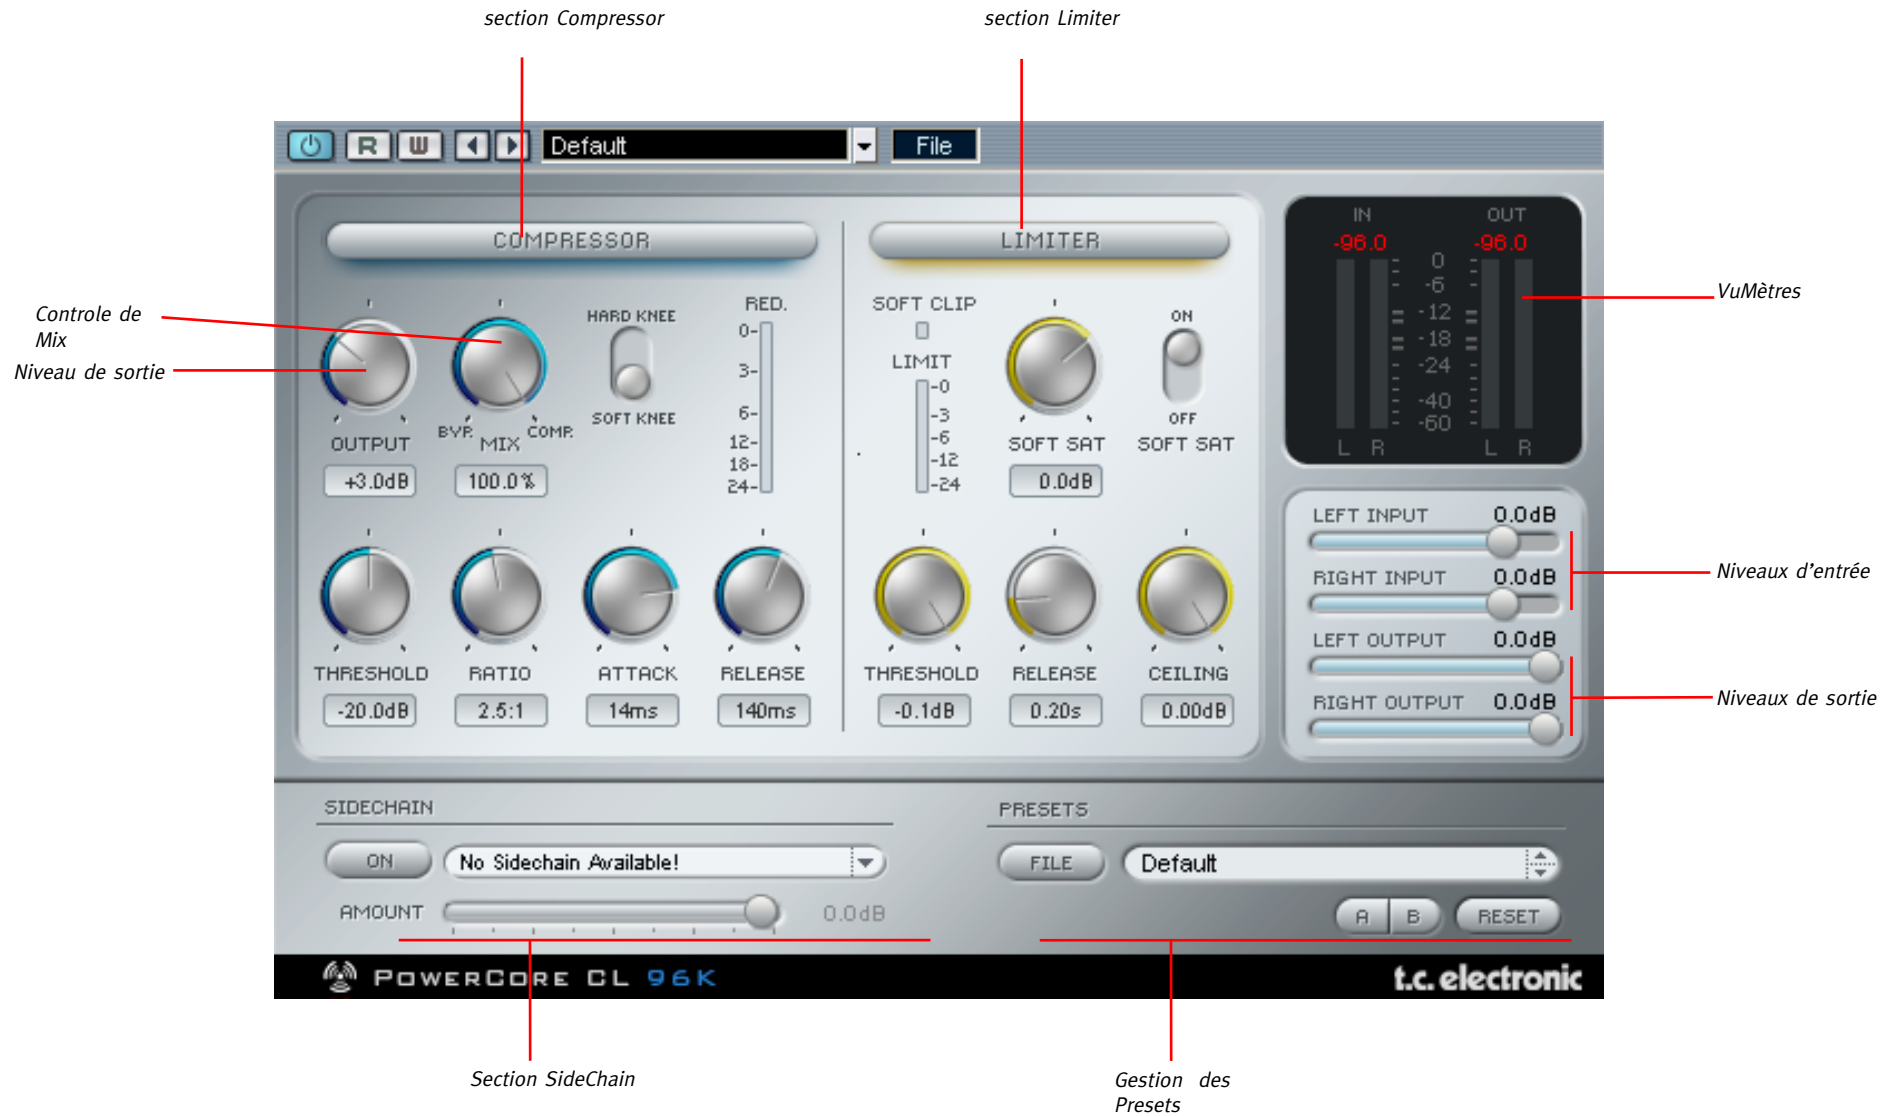 section Compressor
section Limiter
R W Default File
COMPRESSOR
LIMITER
IN OUT
-96.0 -96.0
0
-6
-12
-18
-24
-40
-60
L R L R
VuMètres
Controle de
Mix
Niveau de sortie
HARD KNEE
SOFT KNEE
RED.
0-
3-
6-
12-
18-
24-
BYP. COMP.
OUTPUT MIX
+3.0dB 100.0%
SOFT CLIP
LIMIT
-0
-3
-6
-12
-24
ON
OFF
SOFT SAT SOFT SAT
0.0dB
THRESHOLD RATIO ATTACK RELEASE
-20.0dB 2.5:1 14ms 140ms
THRESHOLD RELEASE CEILING
-0.1dB 0.20s 0.00dB
LEFT INPUT 0.0dB
RIGHT INPUT 0.0dB
LEFT OUTPUT 0.0dB
RIGHT OUTPUT 0.0dB
Niveaux d'entrée
Niveaux de sortie
SIDECHAIN
ON No Sidechain Available!
AMOUNT 0.0dB
PRESETS
FILE Default
A B RESET
POWERCORE CL 96K
t.c. electronic
Section SideChain
Gestion des
Presets